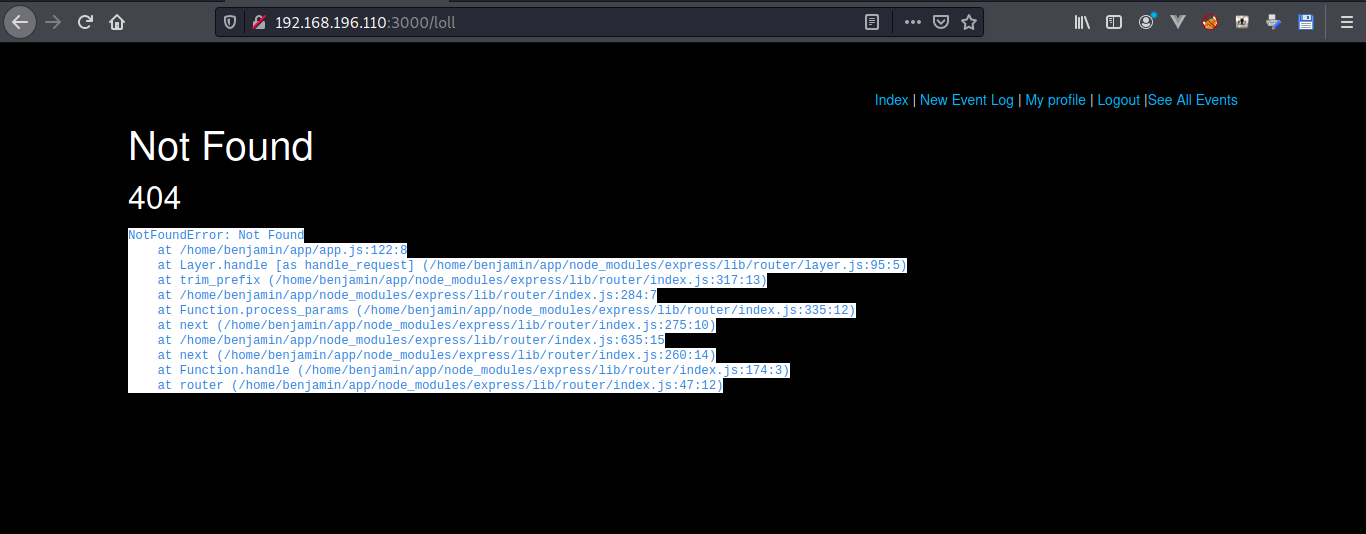 192.168.196.110:3000/loll
Index | New Event Log | My profile | Logout |See All Events
Not Found
404
NotFoundError: Not Found
    at /home/benjamin/app/app.js:122:8
    at Layer.handle [as handle_request] (/home/benjamin/app/node_modules/express/lib/router/layer.js:95:5)
    at trim_prefix (/home/benjamin/app/node_modules/express/lib/router/index.js:317:13)
    at /home/benjamin/app/node_modules/express/lib/router/index.js:284:7
    at Function.process_params (/home/benjamin/app/node_modules/express/lib/router/index.js:335:12)
    at next (/home/benjamin/app/node_modules/express/lib/router/index.js:275:10)
    at /home/benjamin/app/node_modules/express/lib/router/index.js:635:15
    at next (/home/benjamin/app/node_modules/express/lib/router/index.js:260:14)
    at Function.handle (/home/benjamin/app/node_modules/express/lib/router/index.js:174:3)
    at router (/home/benjamin/app/node_modules/express/lib/router/index.js:47:12)